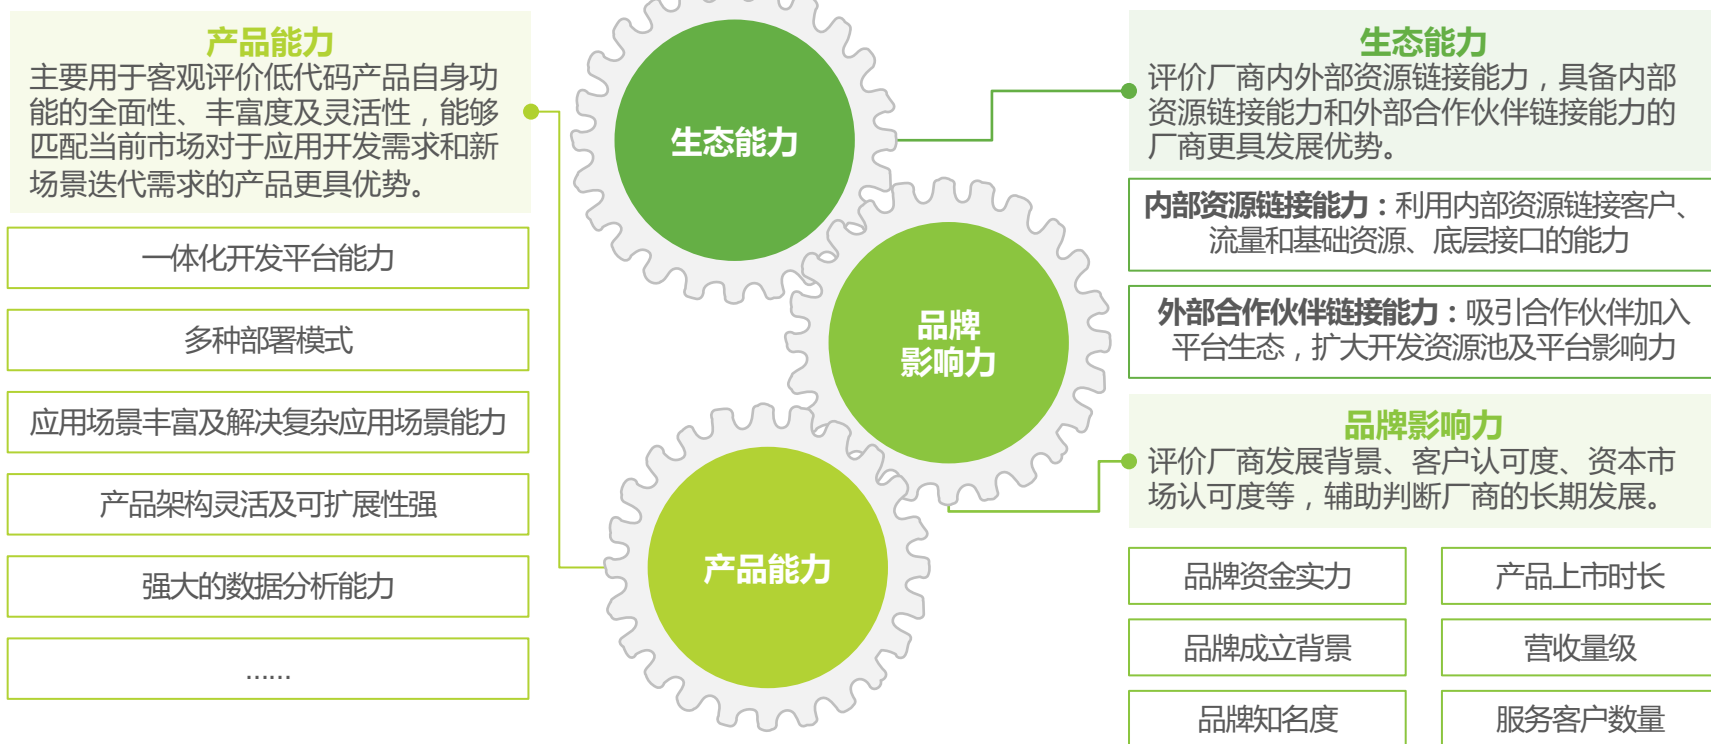 产品能力
主要用于客观评价低代码产品自身功
能的全面性、丰富度及灵活性，能够
匹配当前市场对于应用开发需求和新
场景迭代需求的产品更具优势。
一体化开发平台能力
多种部署模式
应用场景丰富及解决复杂应用场景能力
产品架构灵活及可扩展性强
强大的数据分析能力
……
生态能力
品牌
影响力
产品能力
生态能力
评价厂商内外部资源链接能力，具备内部
资源链接能力和外部合作伙伴链接能力的
厂商更具发展优势。
内部资源链接能力：利用内部资源链接客户、
流量和基础资源、底层接口的能力
外部合作伙伴链接能力：吸引合作伙伴加入
平台生态，扩大开发资源池及平台影响力
品牌影响力
评价厂商发展背景、客户认可度、资本市
场认可度等，辅助判断厂商的长期发展。
品牌资金实力
产品上市时长
品牌成立背景
营收量级
品牌知名度
服务客户数量